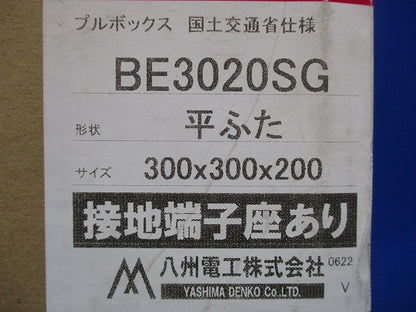 プルボックス 国土交通省仕様
BE3020SG
形状 平ふた
サイズ 300x300x200
接地端子座あり
八州電工株式会社 0622
YASHIMA DENKO Co.,LTD. V